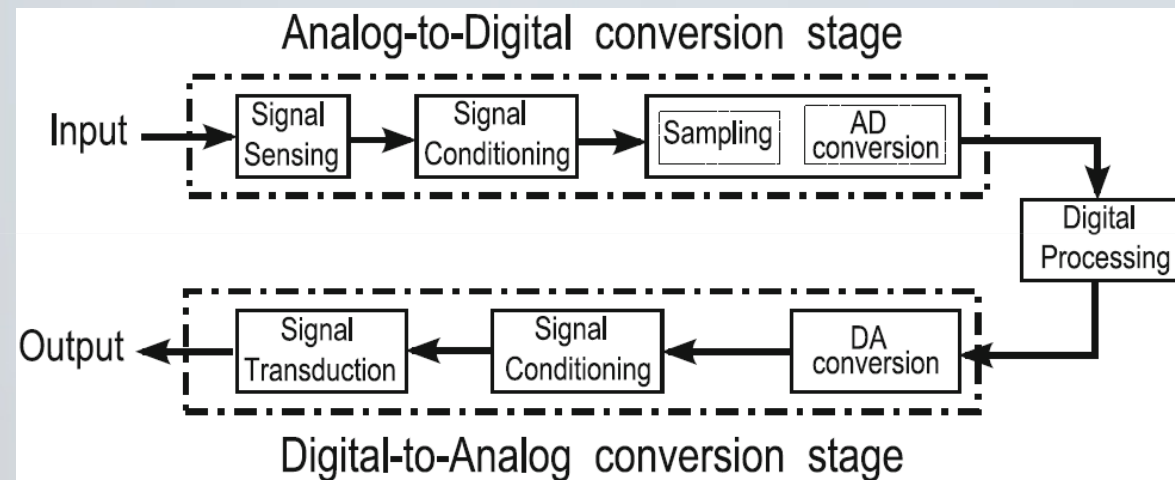 Analog-to-Digital conversion stage
Input
Signal
Sensing
Signal
Conditioning
Sampling
AD
conversion
Digital
Processing
Output
Signal
Transduction
Signal
Conditioning
DA
conversion
Digital-to-Analog conversion stage